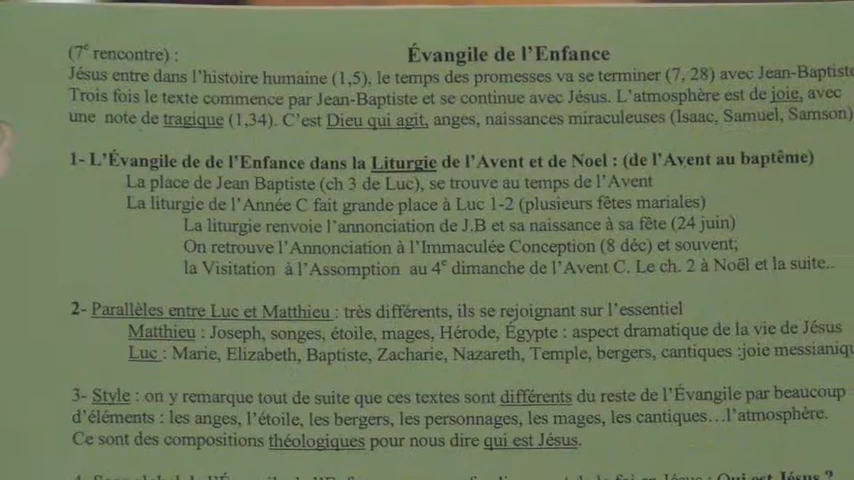 (7e rencontre) : Évangile de l'Enfance
Jésus entre dans l'histoire humaine (1,5), le temps des promesses va se terminer (7, 28) avec Jean-Baptiste
Trois fois le texte commence par Jean-Baptiste et se continue avec Jésus. L'atmosphère est de joie, avec
une note de tragique (1,34). C'est Dieu qui agit, anges, naissances miraculeuses (Isaac, Samuel, Samson)
1- L'Évangile de de l'Enfance dans la Liturgie de l'Avent et de Noel : (de l'Avent au baptême)
La place de Jean Baptiste (ch 3 de Luc), se trouve au temps de l'Avent
La liturgie de l'Année C fait grande place à Luc 1-2 (plusieurs fêtes mariales)
La liturgie renvoie l'annonciation de J.B et sa naissance à sa fête (24 juin)
On retrouve l'Annonciation à l'Immaculée Conception (8 déc) et souvent;
la Visitation à l'Assomption au 4e dimanche de l'Avent C. Le ch. 2 à Noël et la suite..
2- Parallèles entre Luc et Matthieu : très différents, ils se rejoignant sur l'essentiel
Matthieu : Joseph, songes, étoile, mages, Hérode, Égypte : aspect dramatique de la vie de Jésus
Luc : Marie, Elizabeth, Baptiste, Zacharie, Nazareth, Temple, bergers, cantiques :joie messianiqu
3- Style : on y remarque tout de suite que ces textes sont différents du reste de l'Évangile par beaucoup
d'éléments : les anges, l'étoile, les bergers, les personnages, les mages, les cantiques…l'atmosphère.
Ce sont des compositions théologiques pour nous dire qui est Jésus.